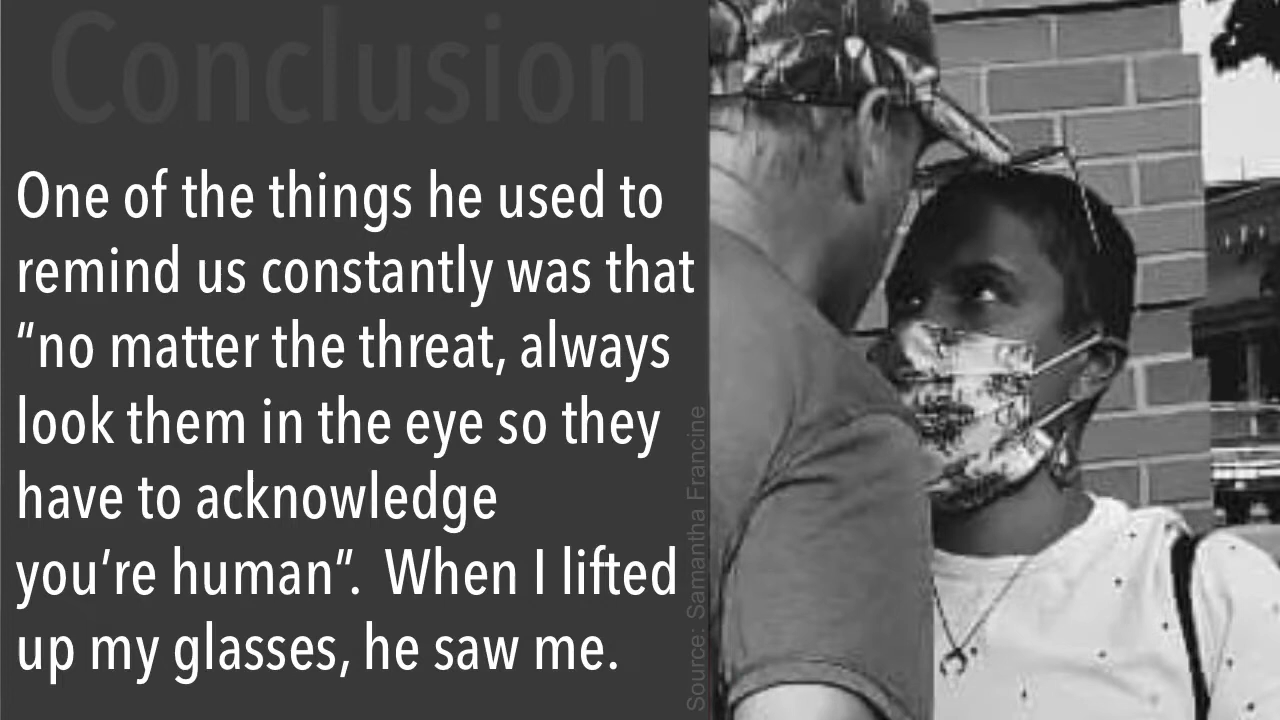 Conclusion
One of the things he used to
remind us constantly was that
“no matter the threat, always
look them in the eye so they
have to acknowledge
you’re human”.  When I lifted
up my glasses, he saw me.
Source: Samantha Francine